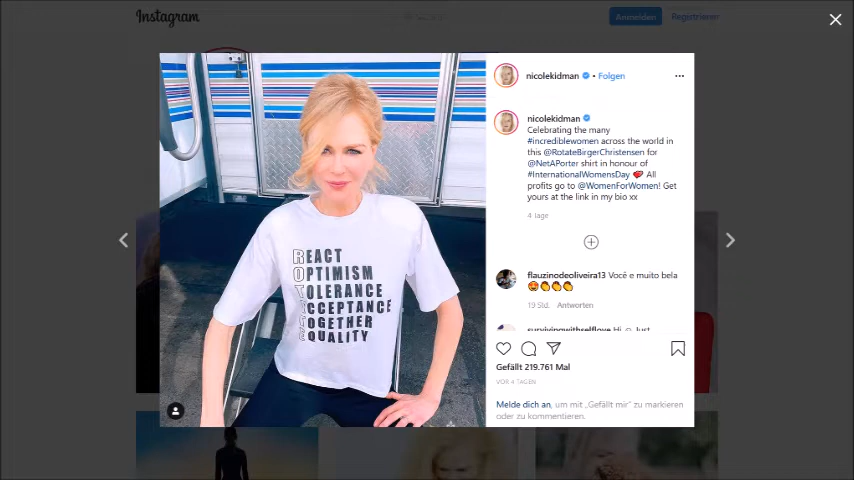 Instagram
Anmelden
Registrieren
nicolekidman • Folgen
nicolekidman
Celebrating the many
#incrediblewomen across the world in
this @RotateBirgerChristensen for
@NetAPorter shirt in honour of
#InternationalWomensDay 💝 All
profits go to @WomenForWomen! Get
yours at the link in my bio xx
4 Tage
flauzinodeoliveira13 Você e muito bela
😍👏👏👏
19 Std. Antworten
survivingwithselflove Hi 
Just
Gefällt 219.761 Mal
VOR 4 TAGEN
Melde dich an, um mit „Gefällt mir" zu markieren
oder zu kommentieren.
REACT
OPTIMISM
TOLERANCE
ACCEPTANCE
TOGETHER
EQUALITY